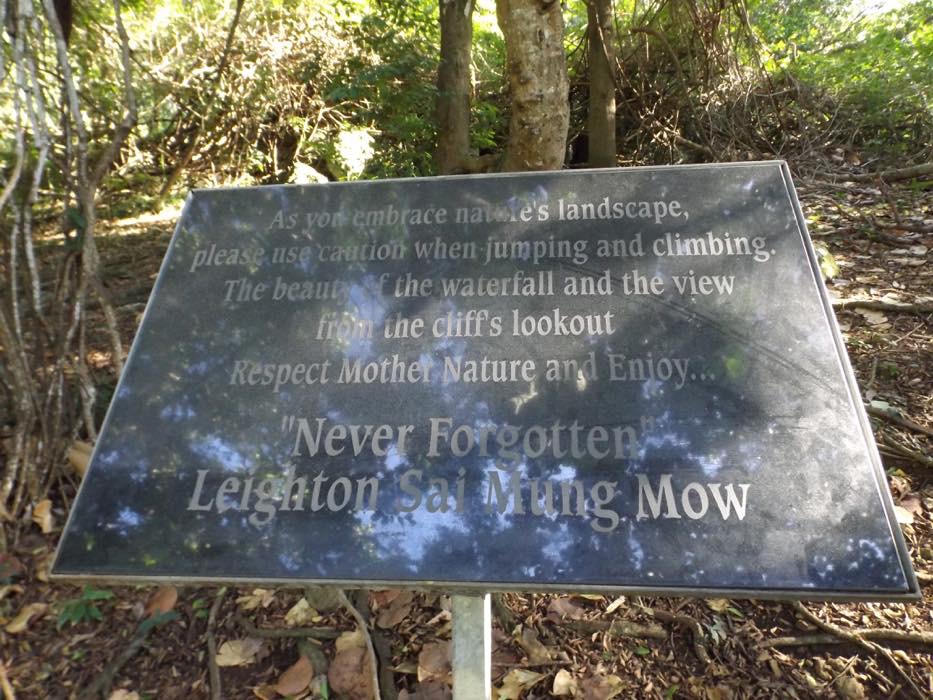 As you embrace nature's landscape,
please use caution when jumping and climbing.
The beauty of the waterfall and the view
from the cliff's lookout
Respect Mother Nature and Enjoy...
"Never Forgotten"
Leighton Sai Mung Mow